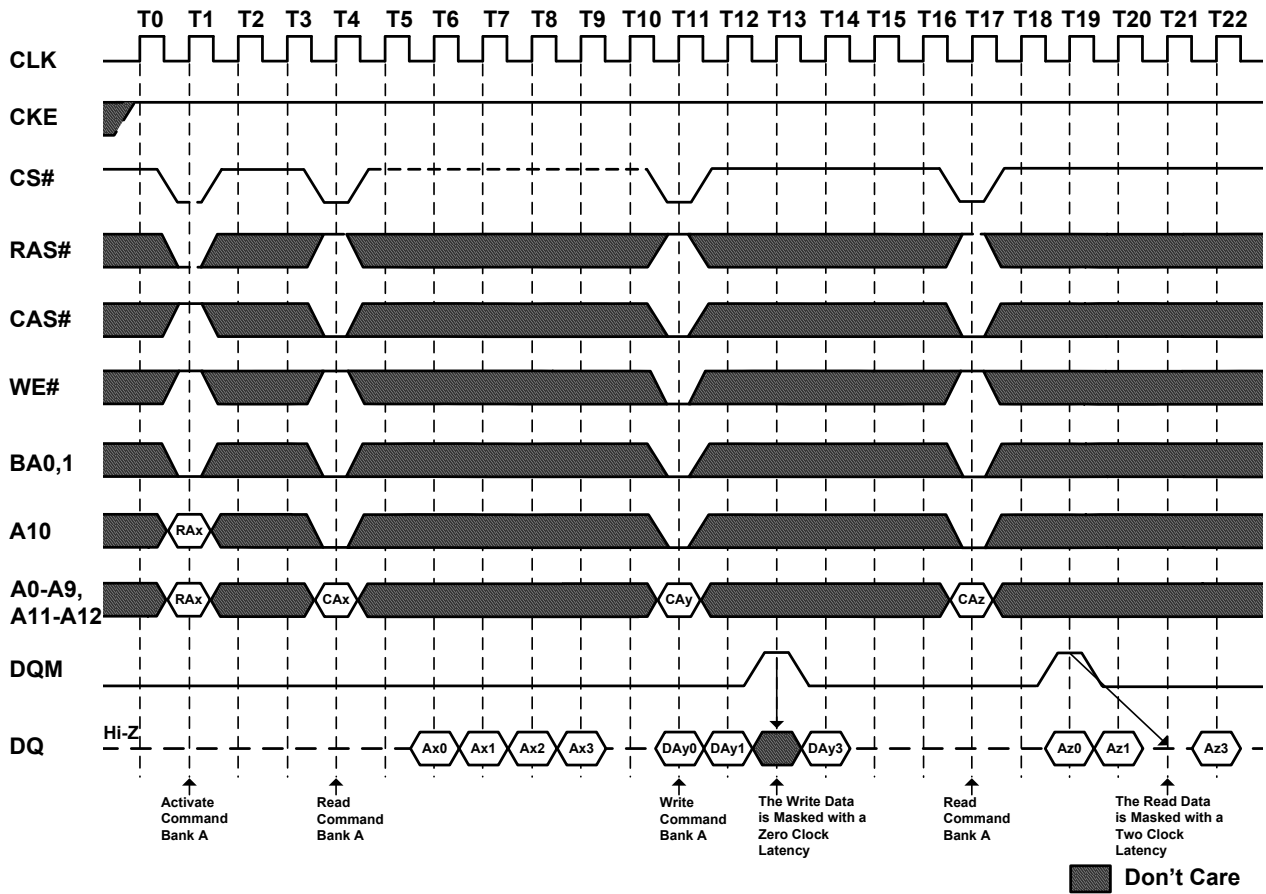 T0 T1 T2 T3 T4 T5 T6 T7 T8 T9 T10 T11 T12 T13 T14 T15 T16 T17 T18 T19 T20 T21 T22
CLK
CKE
CS#
RAS#
CAS#
WE#
BA0,1
A10 RAx
A0-A9, RAx CAx CAy CAz
A11-A12
DQM
Hi-Z
DQ Ax0 Ax1 Ax2 Ax3 DAy0 DAy1 DAy3 Az0 Az1 Az3
Activate
Command
Bank A
Read
Command
Bank A
Write
Command
Bank A
The Write Data
is Masked with a
Zero Clock
Latency
Read
Command
Bank A
The Read Data
is Masked with a
Two Clock
Latency
Don't Care